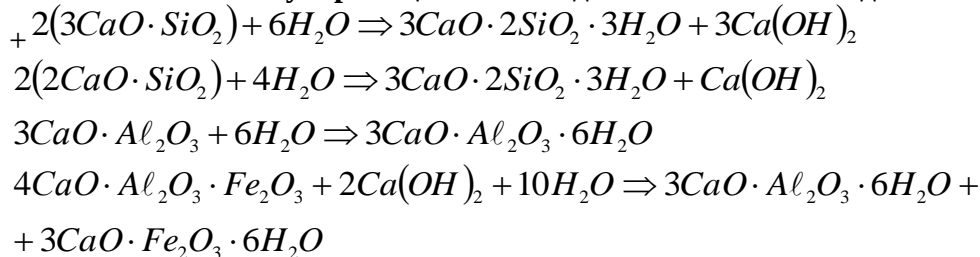 + 2(3CaO·SiO₂) + 6H₂O ⇒ 3CaO·2SiO₂·3H₂O + 3Ca(OH)₂
2(2CaO·SiO₂) + 4H₂O ⇒ 3CaO·2SiO₂·3H₂O + Ca(OH)₂
3CaO·Aℓ₂O₃ + 6H₂O ⇒ 3CaO·Aℓ₂O₃·6H₂O
4CaO·Aℓ₂O₃·Fe₂O₃ + 2Ca(OH)₂ + 10H₂O ⇒ 3CaO·Aℓ₂O₃·6H₂O +
+ 3CaO·Fe₂O₃·6H₂O